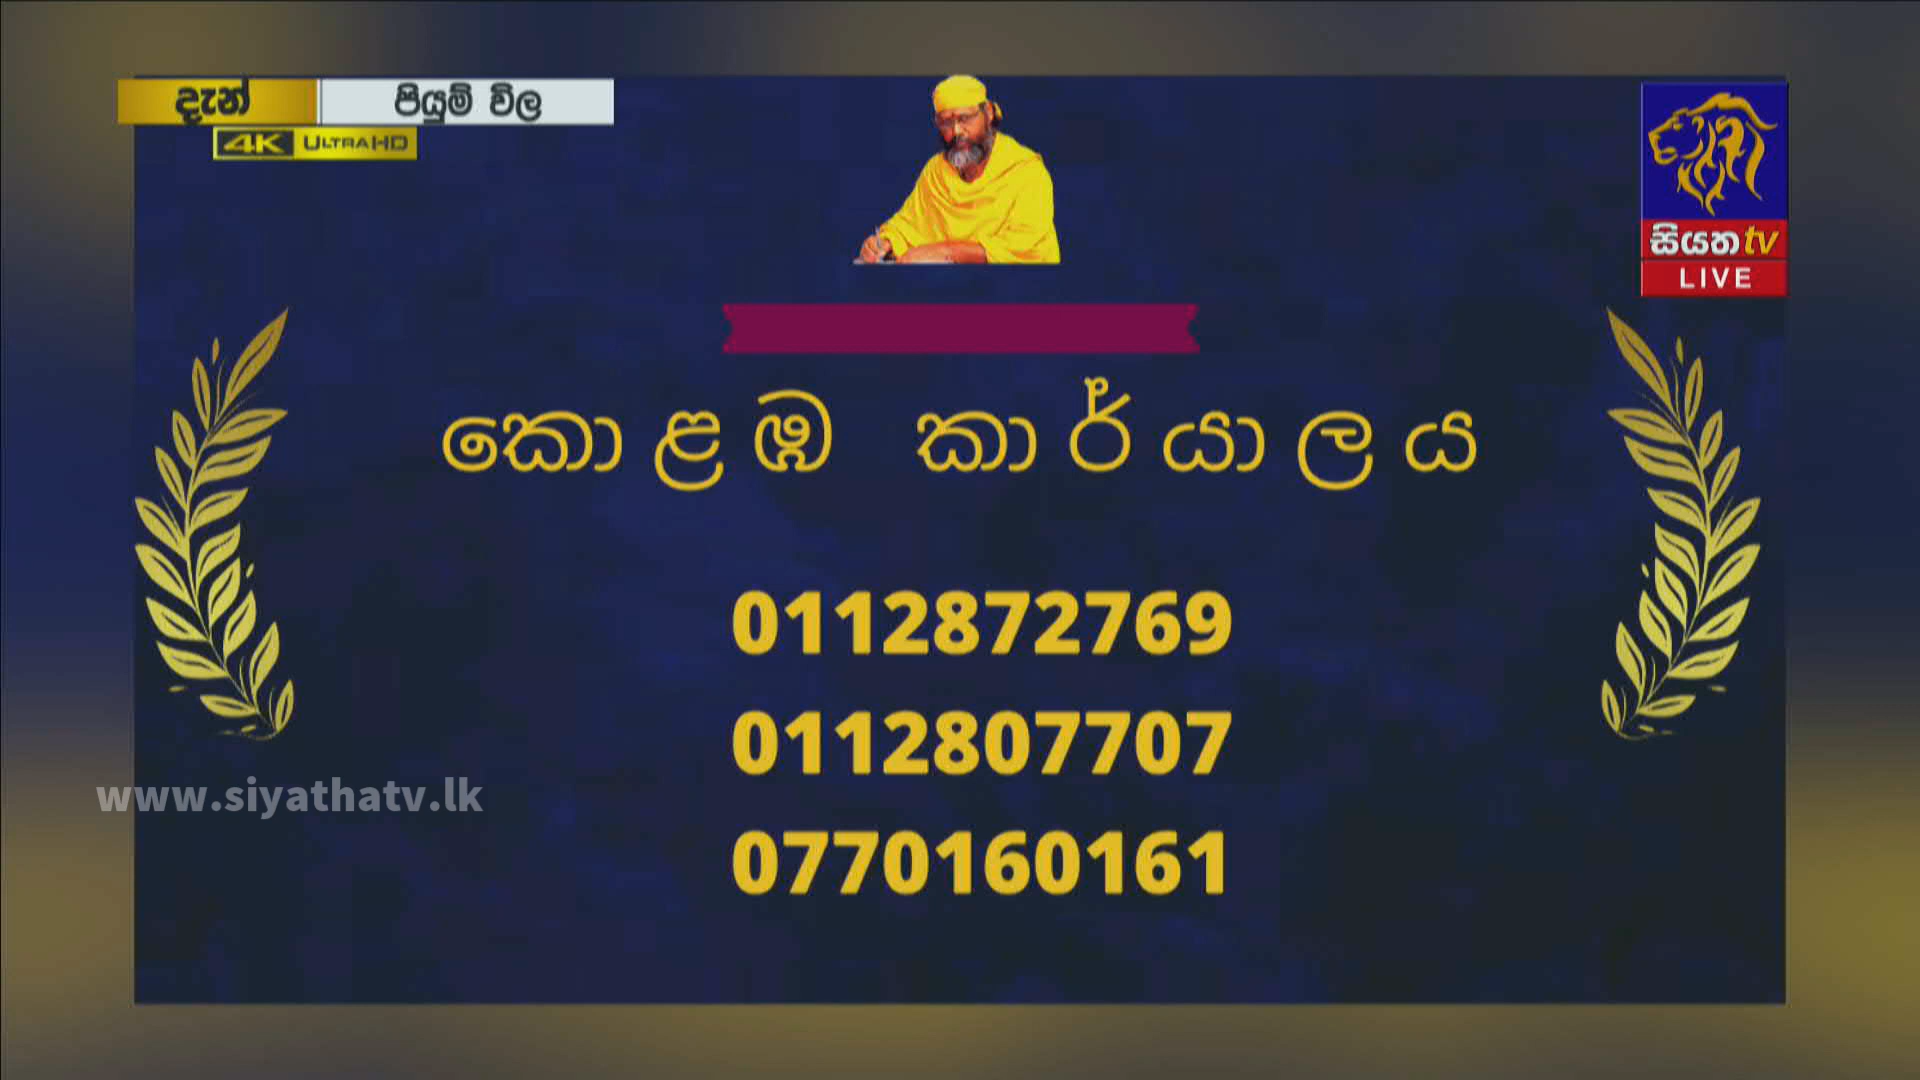 දැන් පියුම් විල
4K ULTRA HD
සියත tv
LIVE
කොළඹ කාර්යාලය
0112872769
0112807707
0770160161
www.siyathatv.lk